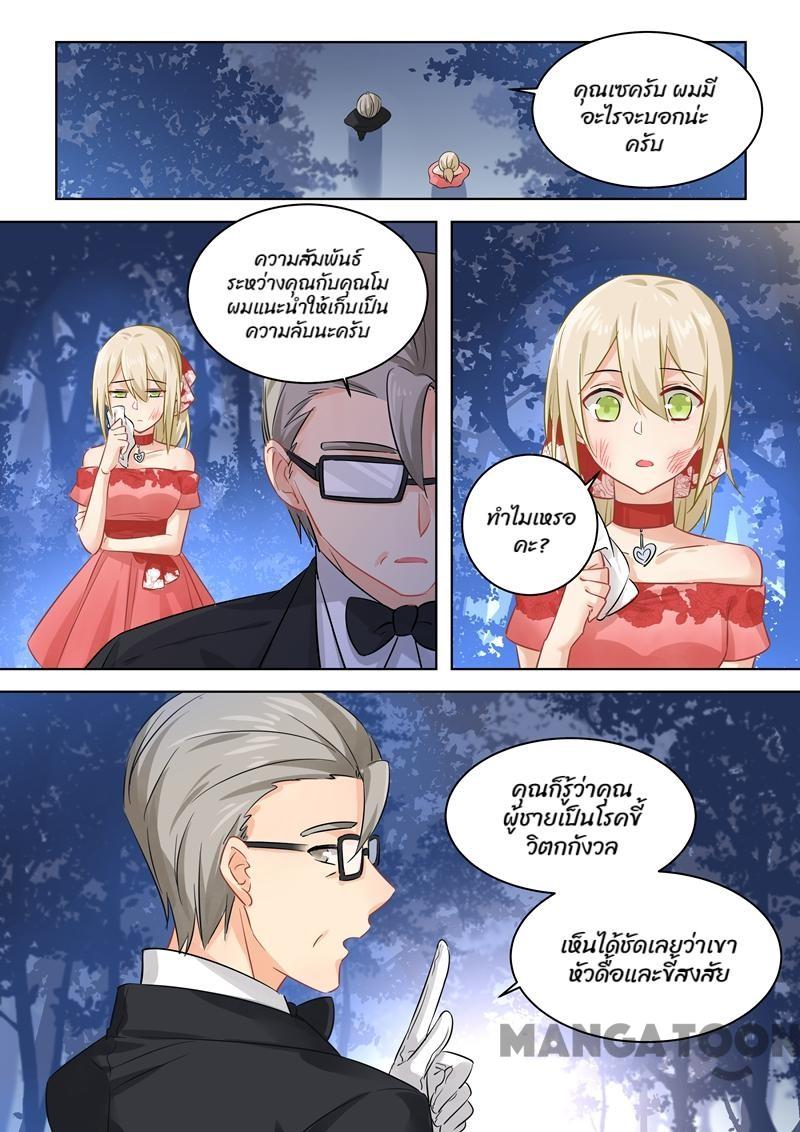 คุณเซครับ ผมมี
อะไรจะบอกน่ะ
ครับ
ความสัมพันธ์
ระหว่างคุณกับคุณโม
ผมแนะนำให้เก็บเป็น
ความลับนะครับ
ทำไมเหรอ
คะ?
คุณก็รู้ว่าคุณ
ผู้ชายเป็นโรคขี้
วิตกกังวล
เห็นได้ชัดเลยว่าเขา
หัวดื้อและขี้สงสัย
MANGATOON